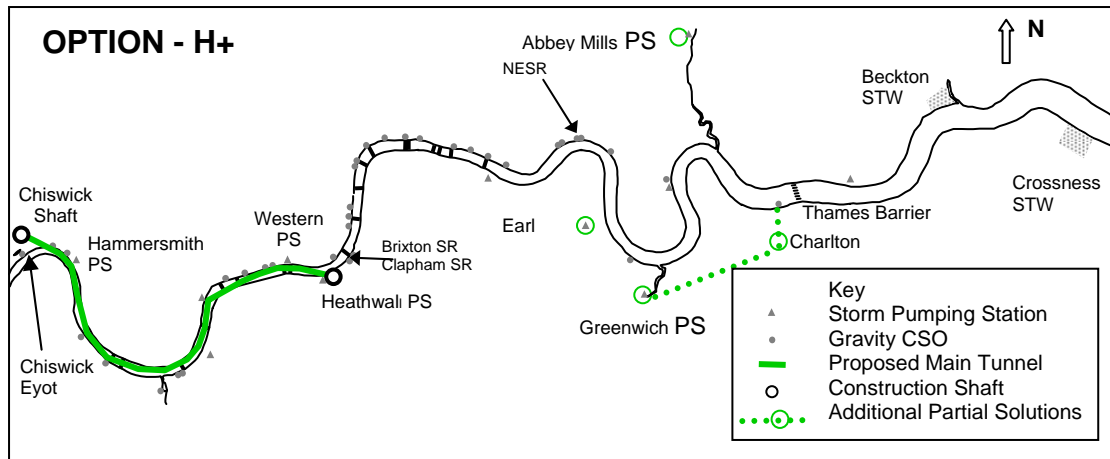 OPTION - H+
Abbey Mills PS
NESR
N
Beckton
STW
Crossness
STW
Thames Barrier
Charlton
Chiswick
Shaft
Hammersmith
PS
Western
PS
Earl
Brixton SR
Clapham SR
Heathwall PS
Greenwich PS
Chiswick
Eyot
Key
Storm Pumping Station
Gravity CSO
Proposed Main Tunnel
Construction Shaft
Additional Partial Solutions